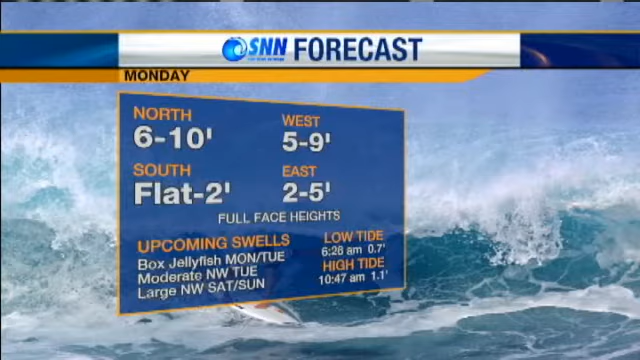 SNN FORECAST
MONDAY
NORTH
6-10'
WEST
5-9'
SOUTH
Flat-2'
EAST
2-5'
FULL FACE HEIGHTS
UPCOMING SWELLS
Box Jellyfish MON/TUE
Moderate NW TUE
Large NW SAT/SUN
LOW TIDE
6:28 am 0.7'
HIGH TIDE
10:47 am 1.1'